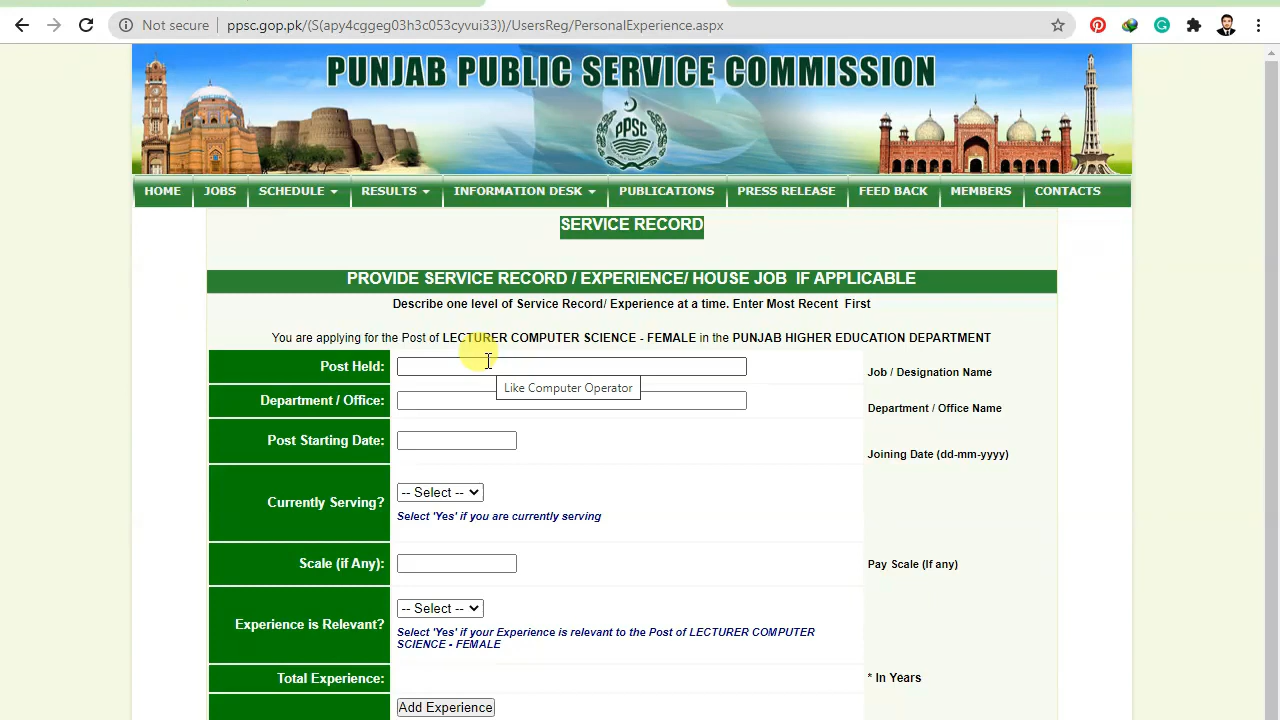 Not secure
ppsc.gop.pk/(S(apy4cggeg03h3c053cyvui33))/UsersReg/PersonalExperience.aspx
PUNJAB PUBLIC SERVICE COMMISSION
PPSC
HOME JOBS SCHEDULE RESULTS INFORMATION DESK PUBLICATIONS PRESS RELEASE FEED BACK MEMBERS CONTACTS
SERVICE RECORD
PROVIDE SERVICE RECORD / EXPERIENCE/ HOUSE JOB IF APPLICABLE
Describe one level of Service Record/ Experience at a time. Enter Most Recent First
You are applying for the Post of LECTURER COMPUTER SCIENCE - FEMALE in the PUNJAB HIGHER EDUCATION DEPARTMENT
Post Held: Job / Designation Name
Like Computer Operator
Department / Office: Department / Office Name
Post Starting Date: Joining Date (dd-mm-yyyy)
Currently Serving? -- Select --
Select 'Yes' if you are currently serving
Scale (if Any): Pay Scale (If any)
Experience is Relevant? -- Select --
Select 'Yes' if your Experience is relevant to the Post of LECTURER COMPUTER
SCIENCE - FEMALE
Total Experience: * In Years
Add Experience